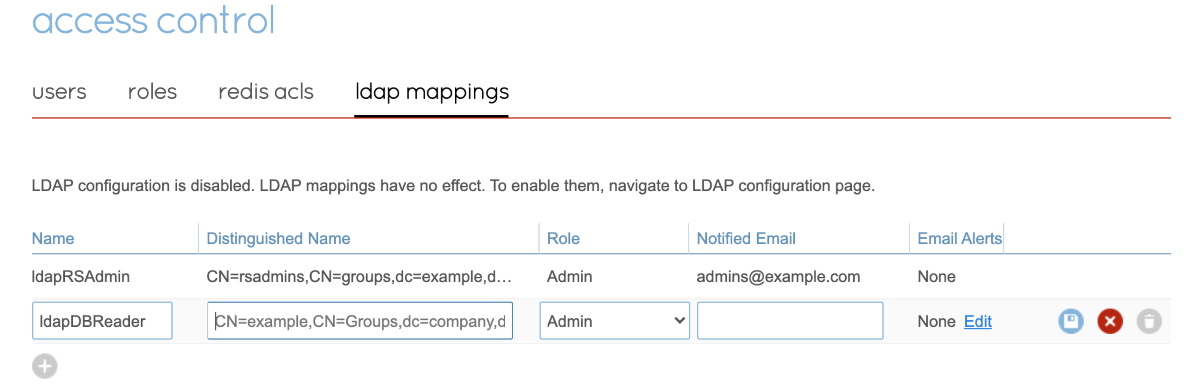 access control
users roles redis acls ldap mappings
LDAP configuration is disabled. LDAP mappings have no effect. To enable them, navigate to LDAP configuration page.
Name Distinguished Name Role Notified Email Email Alerts
ldapRSAdmin CN=rsadmins,CN=groups,dc=example,d... Admin admins@example.com None
ldapDBReader CN=example,CN=Groups,dc=company,d Admin None Edit